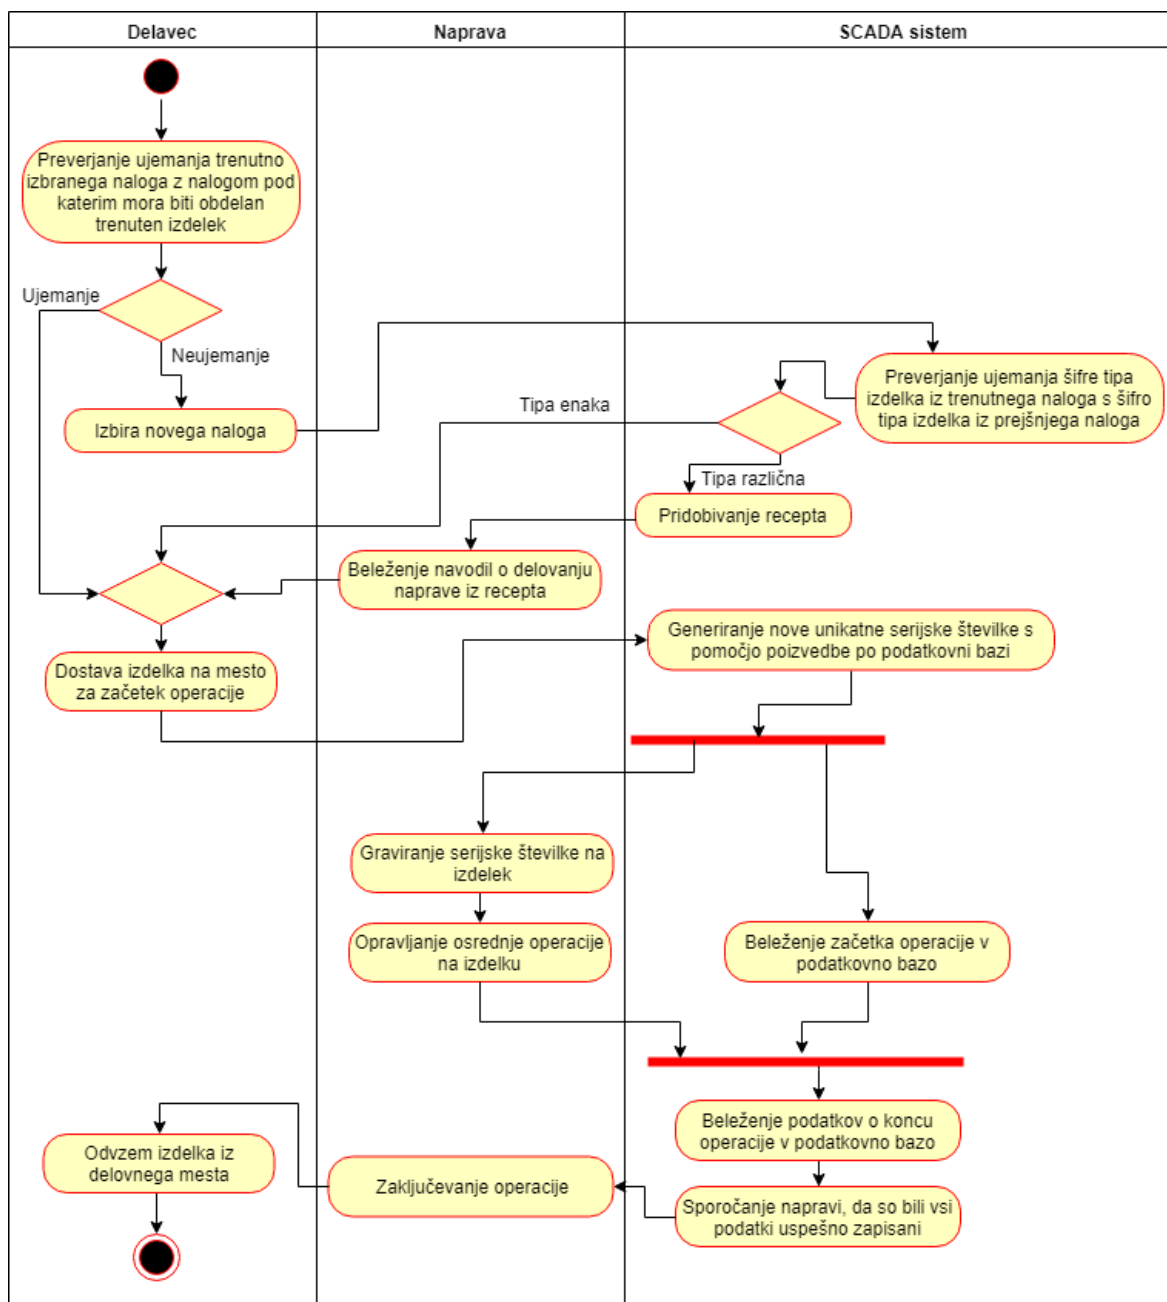 Delavec
Naprava
SCADA sistem
Preverjanje ujemanja trenutno
izbranega naloga z nalogom pod
katerim mora biti obdelan
trenuten izdelek
Ujemanje
Neujemanje
Izbira novega naloga
Preverjanje ujemanja šifre tipa
izdelka iz trenutnega naloga s šifro
tipa izdelka iz prejšnjega naloga
Tipa enaka
Tipa različna
Pridobivanje recepta
Beleženje navodil o delovanju
naprave iz recepta
Dostava izdelka na mesto
za začetek operacije
Generiranje nove unikatne serijske številke s
pomočjo poizvedbe po podatkovni bazi
Graviranje serijske številke na
izdelek
Opravljanje osrednje operacije
na izdelku
Beleženje začetka operacije v
podatkovno bazo
Beleženje podatkov o koncu
operacije v podatkovno bazo
Sporočanje napravi, da so bili vsi
podatki uspešno zapisani
Zaključevanje operacije
Odvzem izdelka iz
delovnega mesta